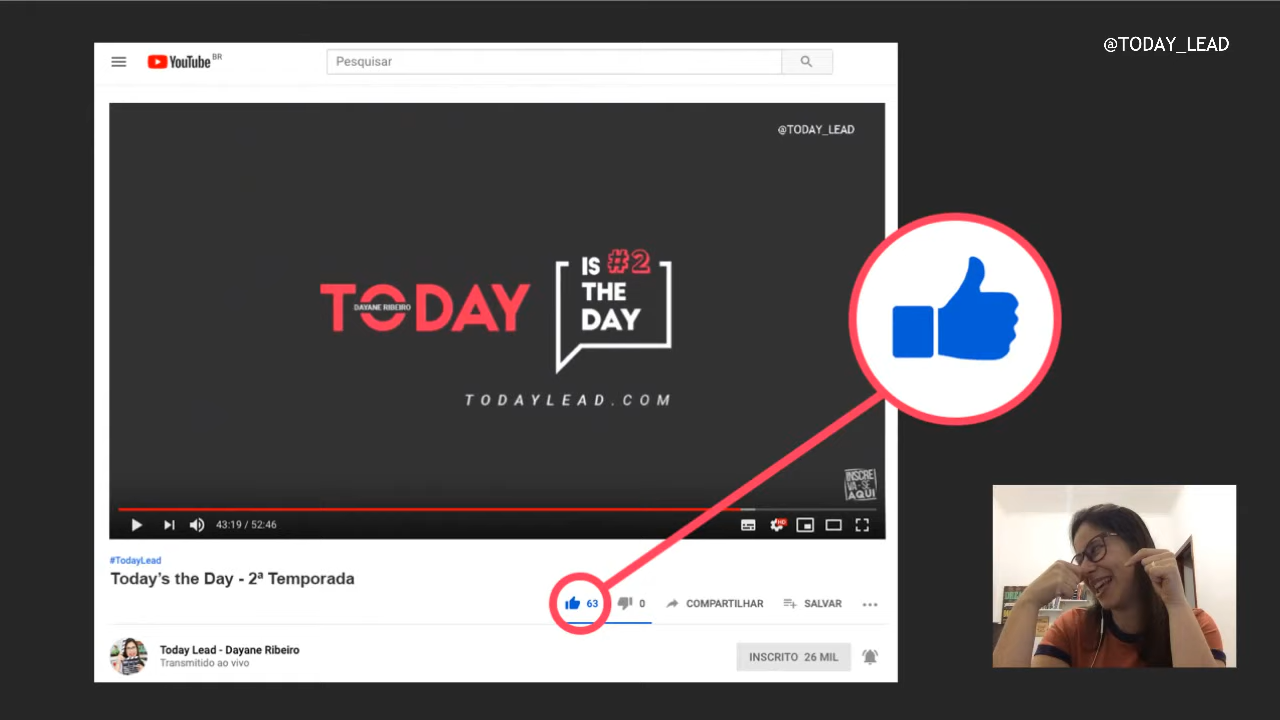 @TODAY_LEAD
YouTube BR
Pesquisar
@TODAY_LEAD
TODAY
DAYANE RIBEIRO
IS #2
THE
DAY
TODAYLEAD.COM
INSCRE
VA-SE
AQUI
43:19 / 52:46
HD
#TodayLead
Today's the Day - 2ª Temporada
63 0 COMPARTILHAR SALVAR
Today Lead - Dayane Ribeiro
Transmitido ao vivo
INSCRITO 26 MIL